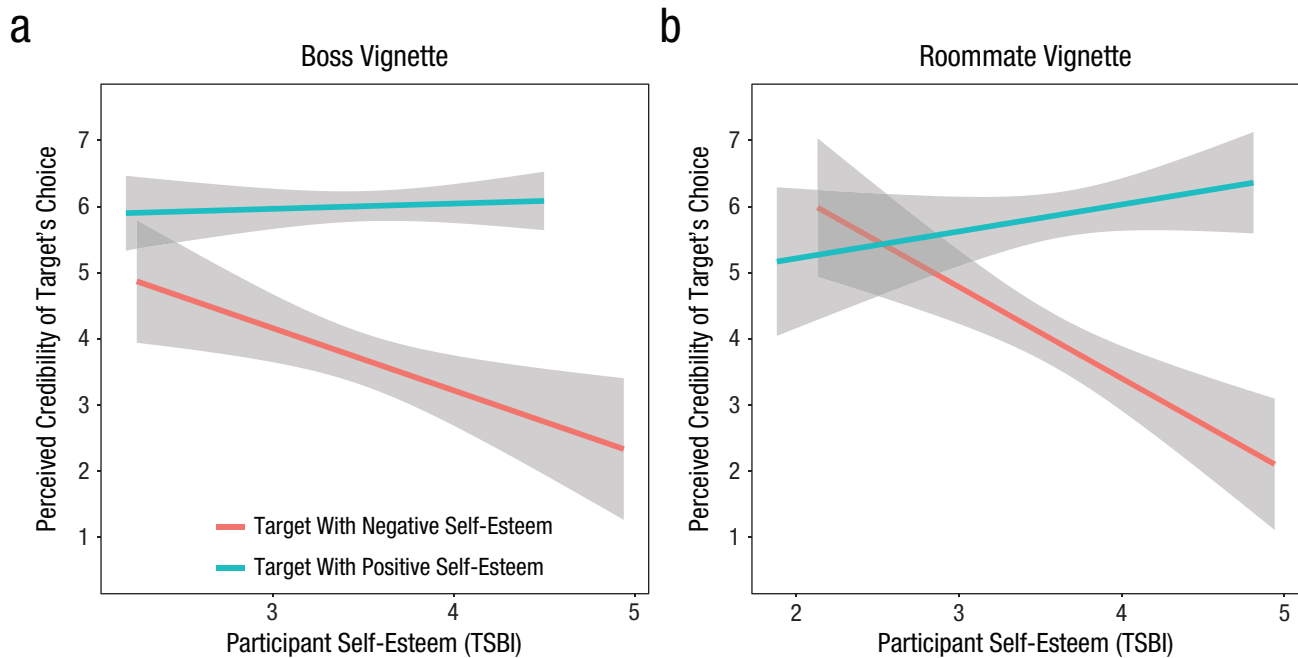 a
Boss Vignette
Perceived Credibility of Target's Choice
7
6
5
4
3
2
1
Target With Negative Self-Esteem
Target With Positive Self-Esteem
3
4
5
Participant Self-Esteem (TSBI)
b
Roommate Vignette
Perceived Credibility of Target's Choice
7
6
5
4
3
2
1
2
3
4
5
Participant Self-Esteem (TSBI)